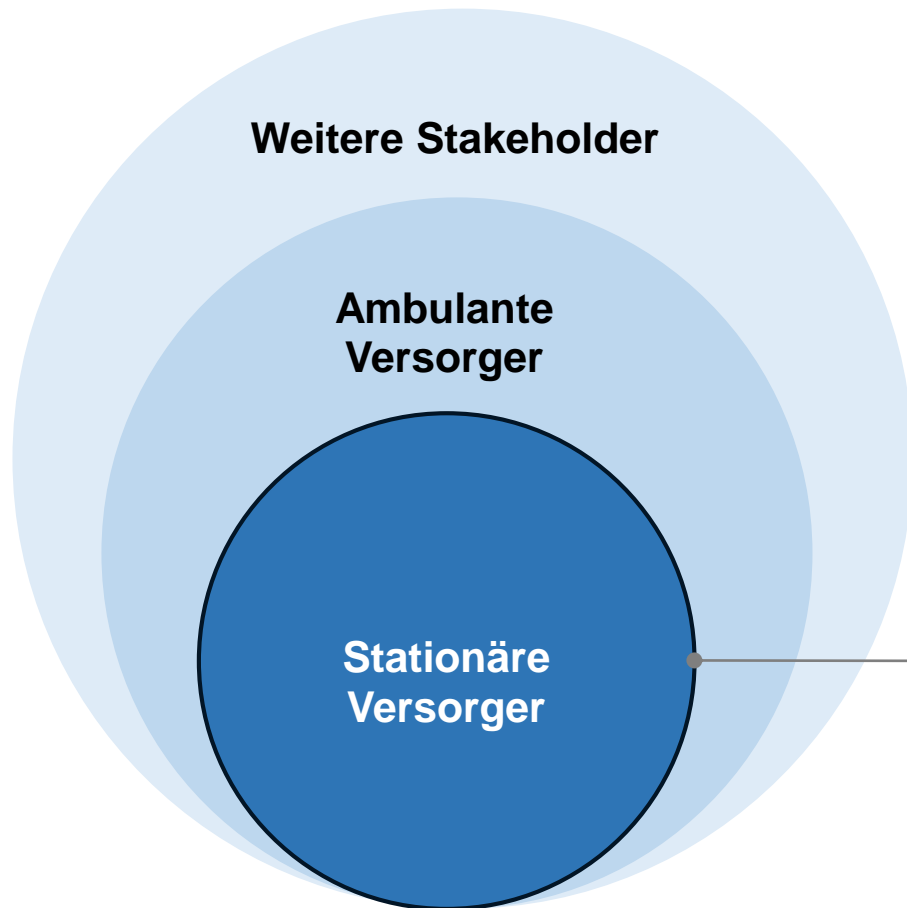 Weitere Stakeholder
Ambulante
Versorger
Stationäre
Versorger